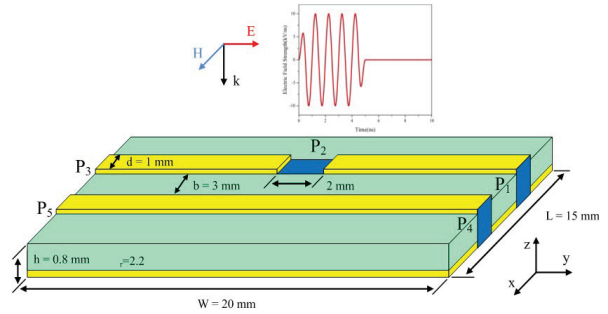 E
H
k
Electric Field Strength(kV/m)
10
5
0
-5
-10
0
2
4
6
8
10
Time(ns)
P2
P3
d = 1 mm
b = 3 mm
2 mm
P1
P5
P4
L = 15 mm
h = 0.8 mm
r=2.2
W = 20 mm
z
y
x